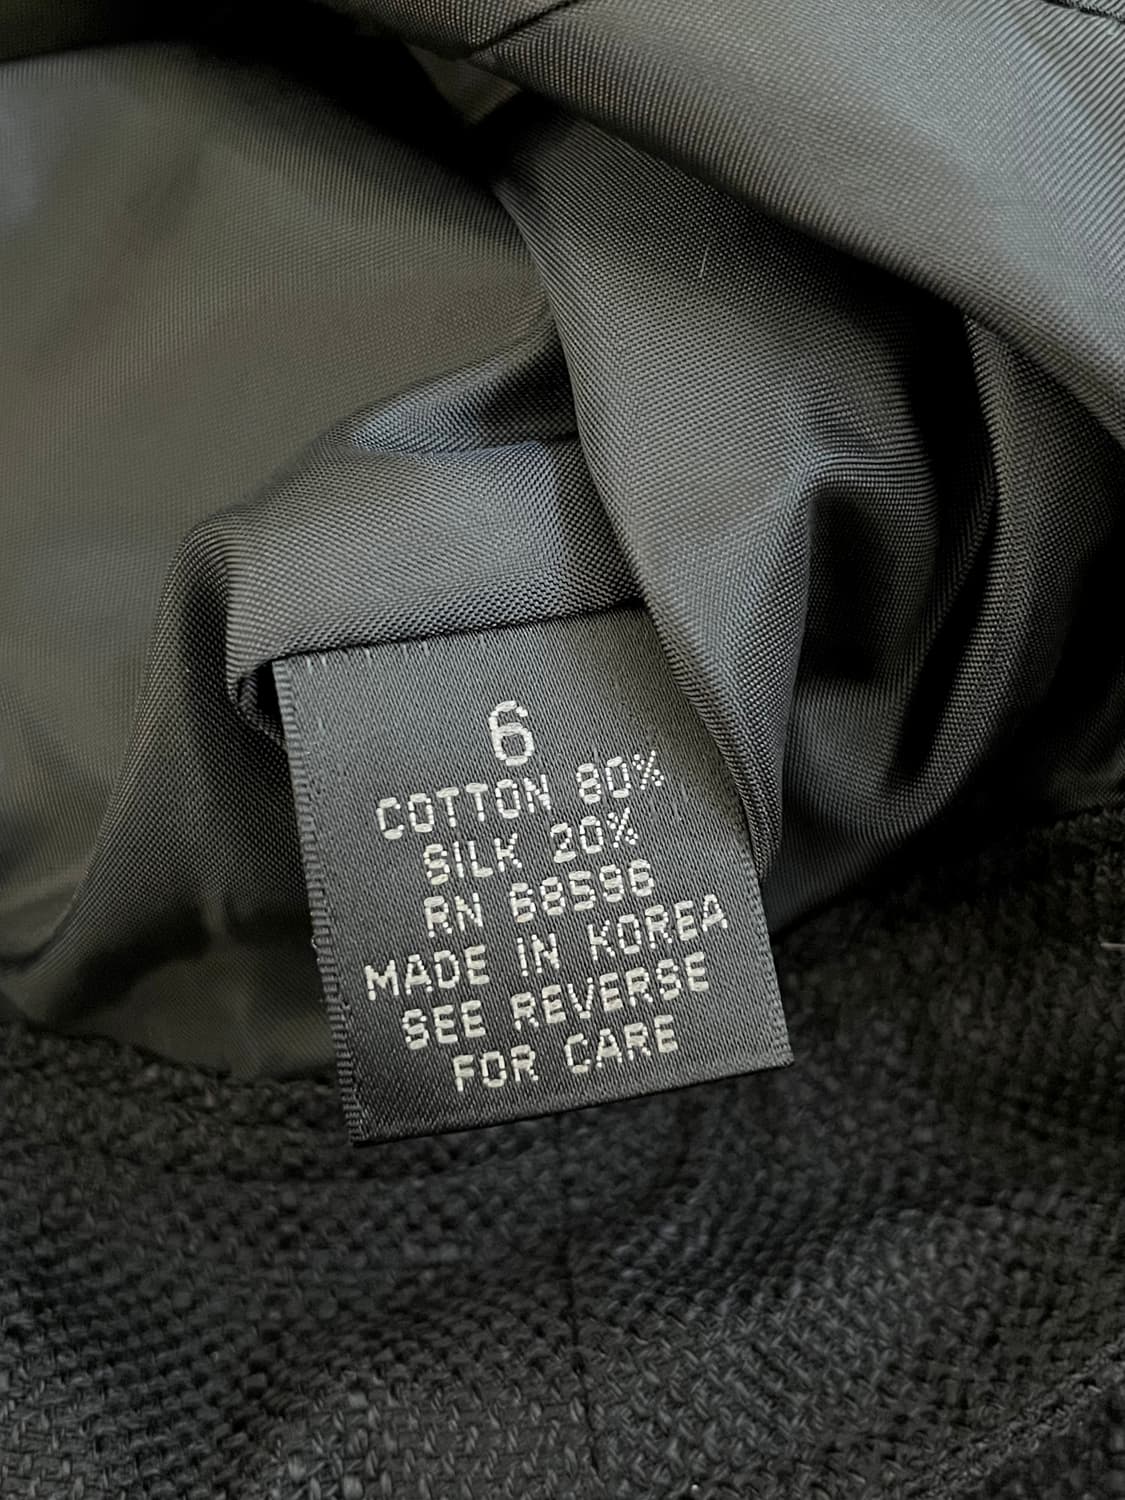 6
COTTON 80%
SILK 20%
RN 68596
MADE IN KOREA
SEE REVERSE
FOR CARE